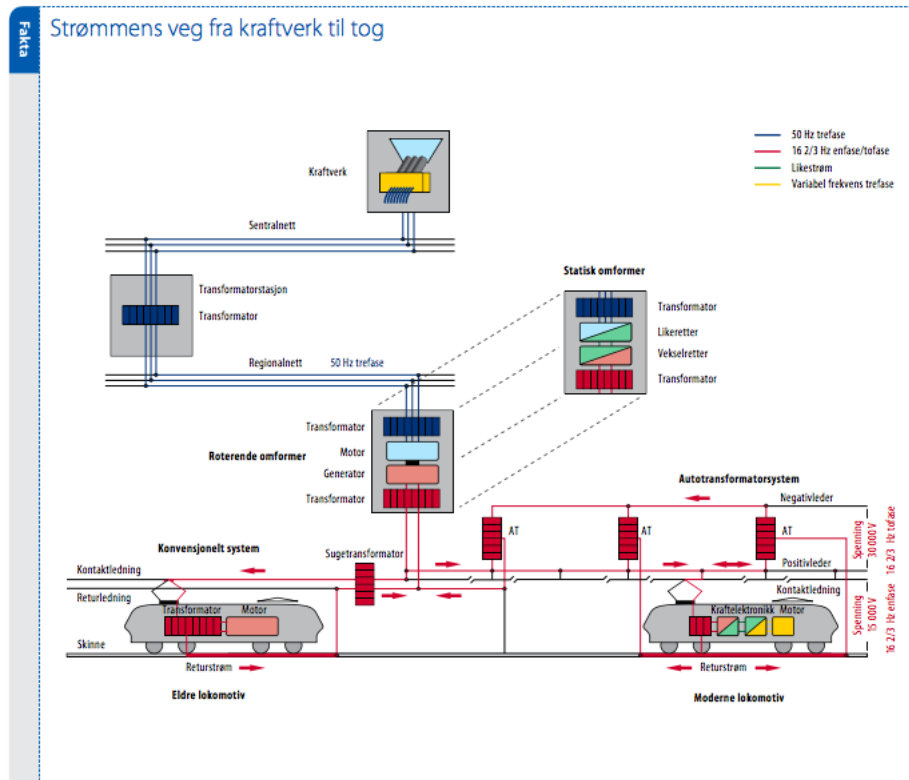 Fakta
Strømmens veg fra kraftverk til tog
50 Hz trefase
16 2/3 Hz enfase/tofase
Likestrøm
Variabel frekvens trefase
Kraftverk
Sentralnett
Transformatorstasjon
Transformator
Statisk omformer
Transformator
Likeretter
Vekselretter
Transformator
Regionalnett 50 Hz trefase
Roterende omformer
Transformator
Motor
Generator
Transformator
Autotransformatorsystem
Negativleder
AT
AT
AT
Spenning
30 000 V
16 2/3 Hz tofase
Konvensjonelt system
Sugetransformator
Positivleder
Kontaktledning
Kontaktledning
Returledning
Transformator Motor
Kraftelektronikk Motor
Spenning
15 000 V
16 2/3 Hz enfase
Skinne
Returstrøm
Returstrøm
Eldre lokomotiv
Moderne lokomotiv